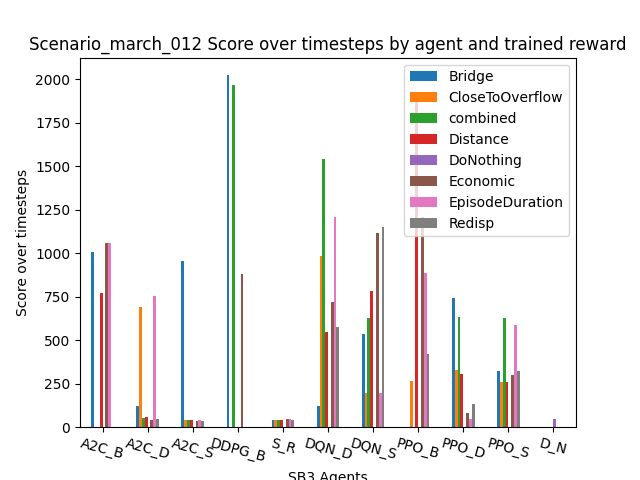 Scenario_march_012 Score over timesteps by agent and trained reward
Score over timesteps
2000
1750
1500
1250
1000
750
500
250
0
Bridge
CloseToOverflow
combined
Distance
DoNothing
Economic
EpisodeDuration
Redisp
A2C_B
A2C_D
A2C_S
DDPG_B
S_R
DQN_D
DQN_S
PPO_B
PPO_D
PPO_S
D_N
SB3 Agents